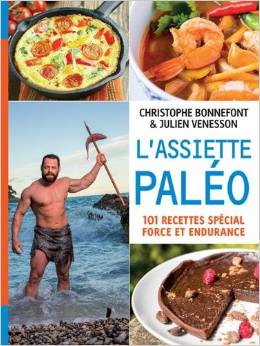 CHRISTOPHE BONNEFONT
& JULIEN VENESSON
L'ASSIETTE
PALÉO
101 RECETTES SPÉCIAL
FORCE ET ENDURANCE